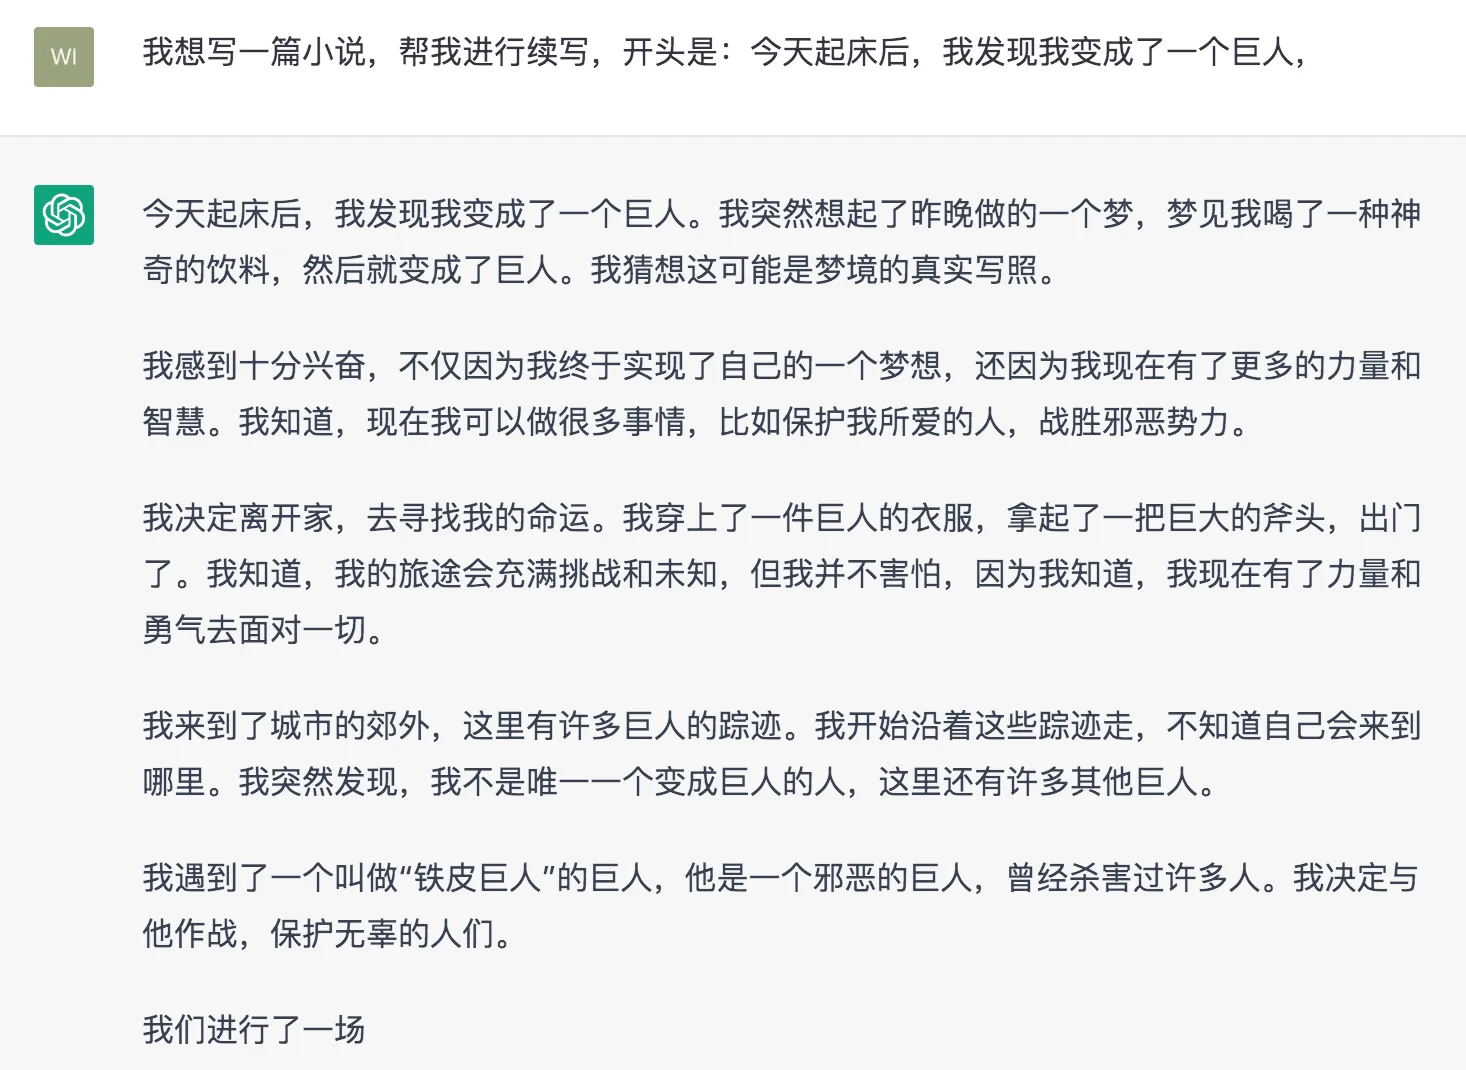 WI
我想写一篇小说，帮我进行续写，开头是：今天起床后，我发现我变成了一个巨人，
今天起床后，我发现我变成了一个巨人。我突然想起了昨晚做的一个梦，梦见我喝了一种神
奇的饮料，然后就变成了巨人。我猜想这可能是梦境的真实写照。
我感到十分兴奋，不仅因为我终于实现了自己的一个梦想，还因为我现在有了更多的力量和
智慧。我知道，现在我可以做很多事情，比如保护我所爱的人，战胜邪恶势力。
我决定离开家，去寻找我的命运。我穿上了一件巨人的衣服，拿起了一把巨大的斧头，出门
了。我知道，我的旅途会充满挑战和未知，但我并不害怕，因为我知道，我现在有了力量和
勇气去面对一切。
我来到了城市的郊外，这里有许多巨人的踪迹。我开始沿着这些踪迹走，不知道自己会来到
哪里。我突然发现，我不是唯一一个变成巨人的人，这里还有许多其他巨人。
我遇到了一个叫做“铁皮巨人”的巨人，他是一个邪恶的巨人，曾经杀害过许多人。我决定与
他作战，保护无辜的人们。
我们进行了一场